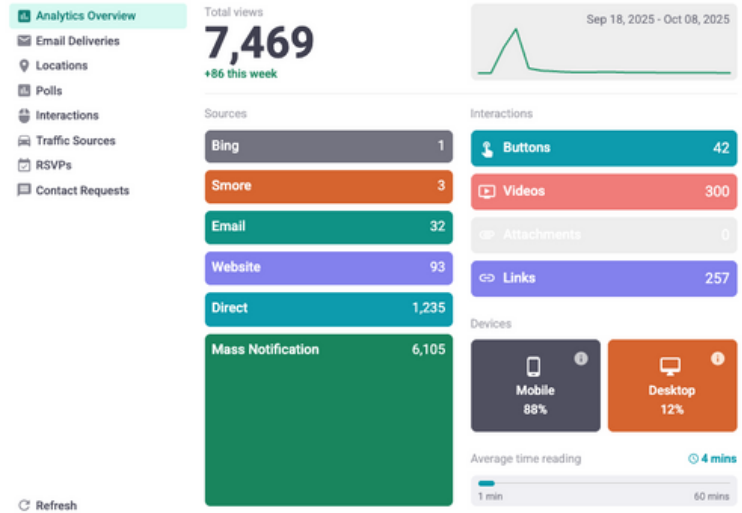 Analytics Overview
Email Deliveries
Locations
Polls
Interactions
Traffic Sources
RSVPs
Contact Requests
Refresh
Total views
7,469
+86 this week
Sep 18, 2025 - Oct 08, 2025
Sources
Bing 1
Smore 3
Email 32
Website 93
Direct 1,235
Mass Notification 6,105
Interactions
Buttons 42
Videos 300
Attachments 0
Links 257
Devices
Mobile
88%
Desktop
12%
Average time reading 4 mins
1 min 60 mins